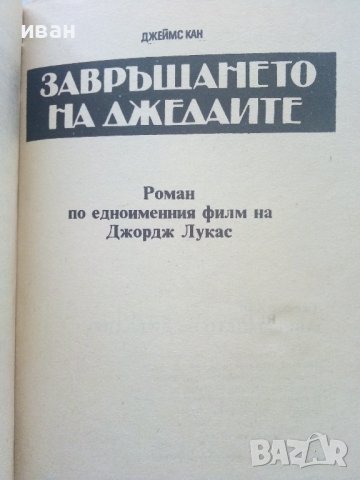 иван
ДЖЕЙМС КАН
ЗАВРЪЩАНЕТО
НА ДЖЕДАИТЕ
Роман
по едноименния филм на
Джордж Лукас
BAZAR